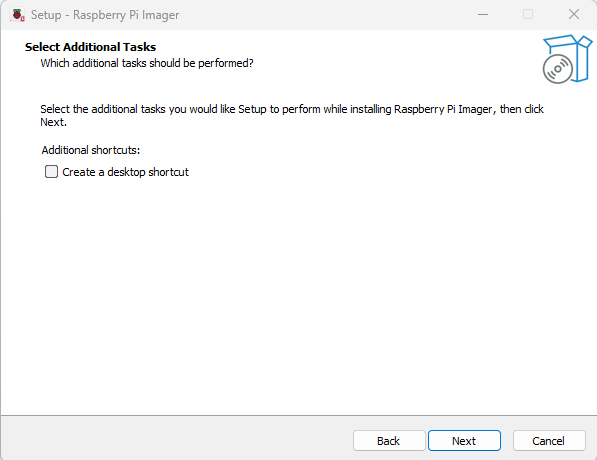 Setup - Raspberry Pi Imager
Select Additional Tasks
Which additional tasks should be performed?
Select the additional tasks you would like Setup to perform while installing Raspberry Pi Imager, then click
Next.
Additional shortcuts:
Create a desktop shortcut
Back
Next
Cancel